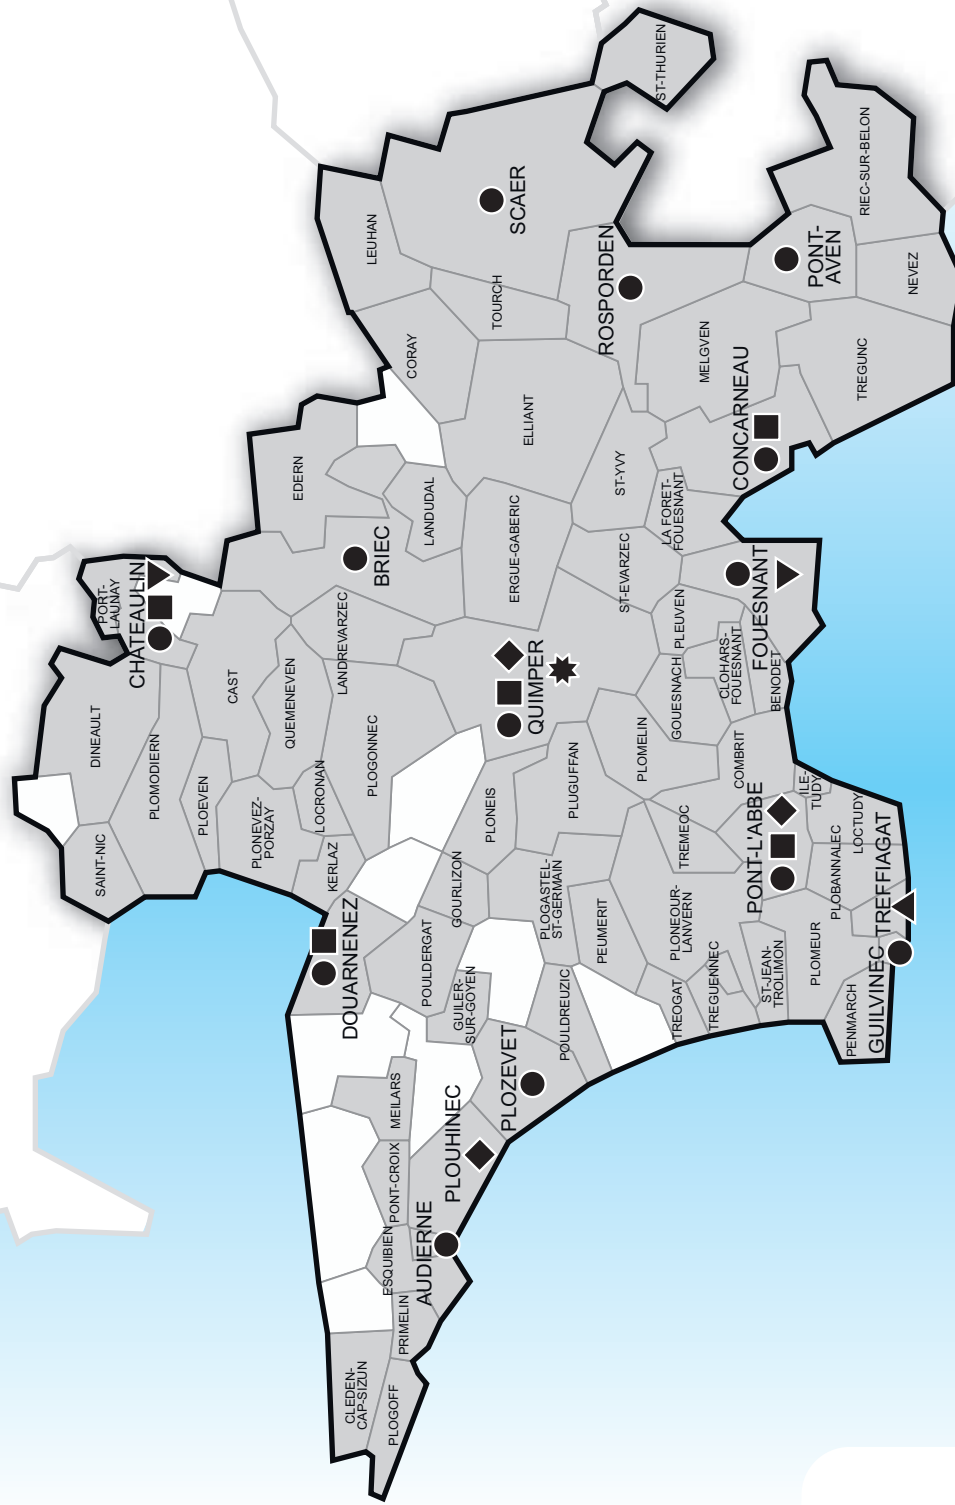 ST-THURIEN
RIEC-SUR-BELON
SCAER
LEUHAN
PONT-
AVEN
NEVEZ
ROSPORDEN
TOURCH
CORAY
MELGVEN
TREGUNC
CONCARNEAU
ELLIANT
EDERN
ST-YVY
LANDUDAL
LA FORET-
FOUESNANT
BRIEC
ERGUE-GABERIC
ST-EVARZEC
FOUESNANT
PORT-
LAUNAY
CHATEAULIN
PLEUVEN
CLOHARS-
FOUESNANT
BENODET
LANDREVARZEC
QUIMPER
GOUESNACH
CAST
QUEMENEVEN
DINEAULT
PLOMELIN
COMBRIT
PLOGONNEC
PLOMODIERN
PLUGUFFAN
ILE-
TUDY
LOCRONAN
PLOEVEN
PLONEIS
LOCTUDY
PLONEVEZ-
PORZAY
TREMEOC
PONT-L'ABBE
KERLAZ
SAINT-NIC
GOURLIZON
PLOBANNALEC
TREFFIAGAT
PLOGASTEL-
ST-GERMAIN
PEUMERIT
PLONEOUR-
LANVERN
DOUARNENEZ
POULDERGAT
PLOMEUR
ST-JEAN-
TROLIMON
GUILVINEC
TREGUENNEC
GUILER-
SUR-GOYEN
TREOGAT
POULDREUZIC
PENMARCH
PLOZEVET
MEILARS
PLOUHINEC
PONT-CROIX
AUDIERNE
ESQUIBIEN
PRIMELIN
CLEDEN-
CAP-SIZUN
PLOGOFF